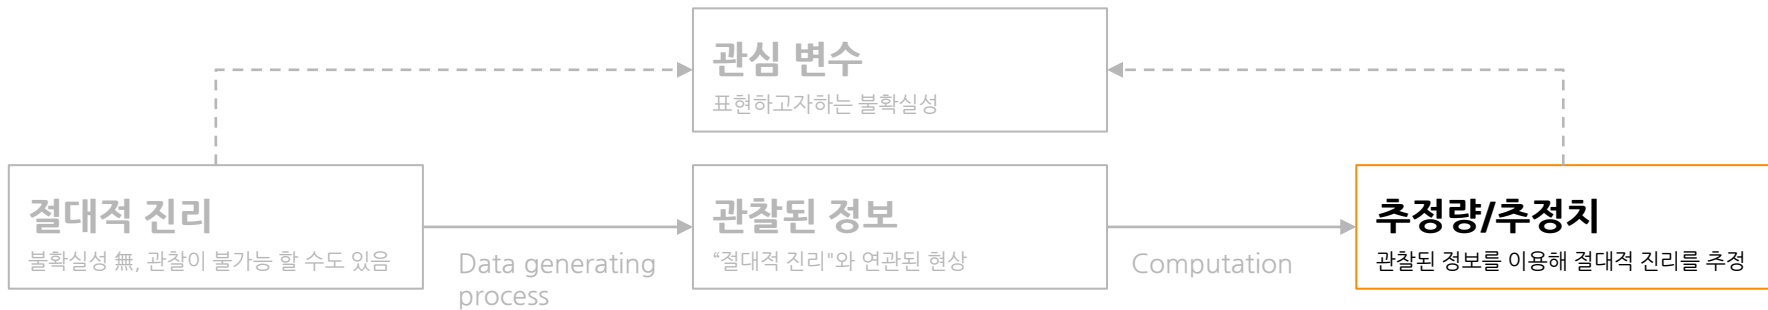 관심 변수
표현하고자하는 불확실성
절대적 진리
불확실성 無, 관찰이 불가능 할 수도 있음
Data generating
process
관찰된 정보
“절대적 진리"와 연관된 현상
Computation
추정량/추정치
관찰된 정보를 이용해 절대적 진리를 추정